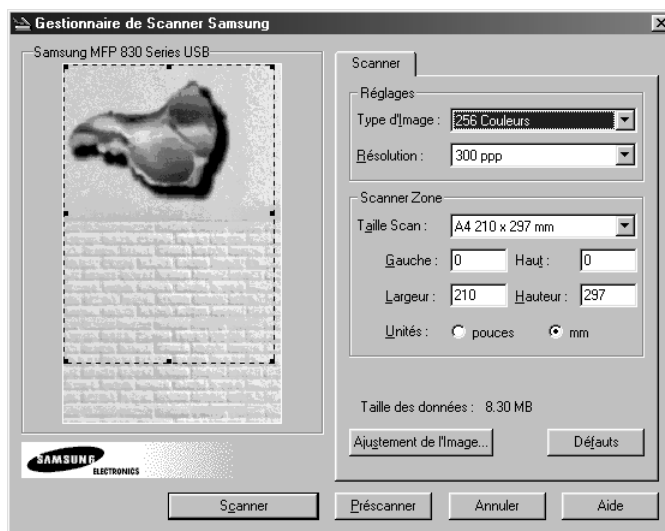 Gestionnaire de Scanner Samsung
Samsung MFP 830 Series USB
Scanner
Réglages
Type d'Image : 256 Couleurs
Résolution : 300 ppp
Scanner Zone
Taille Scan : A4 210 x 297 mm
Gauche : 0 Haut : 0
Largeur : 210 Hauteur : 297
Unités : pouces mm
Taille des données : 8.30 MB
Ajustement de l'Image... Défauts
SAMSUNG
ELECTRONICS
Scanner Préscanner Annuler Aide